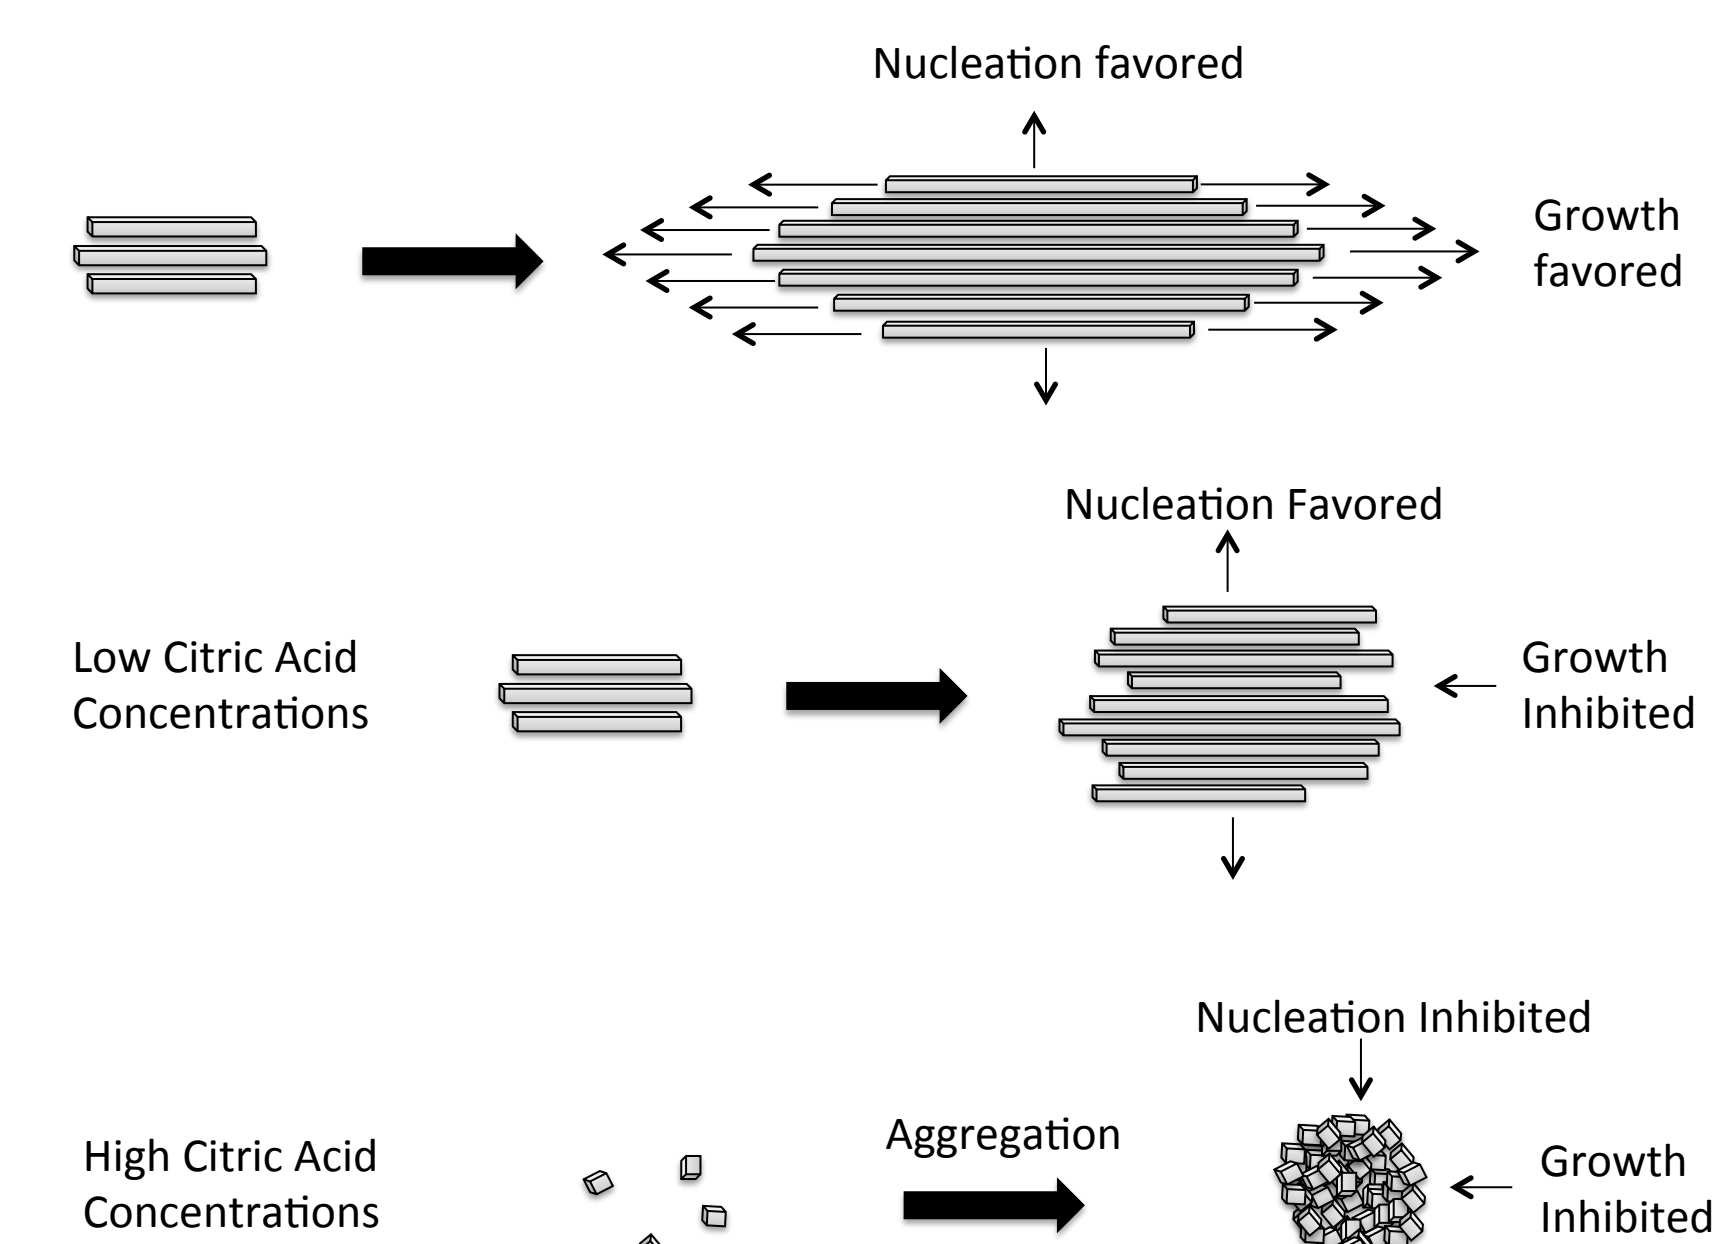 Nucleation favored
Growth
favored
Nucleation Favored
Low Citric Acid
Concentrations
Growth
Inhibited
Nucleation Inhibited
Aggregation
High Citric Acid
Concentrations
Growth
Inhibited